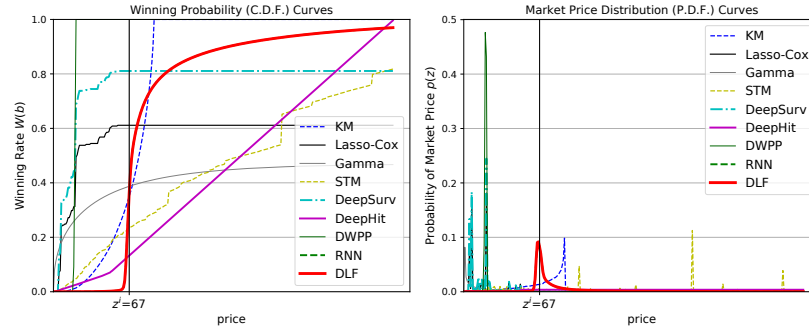 Winning Probability (C.D.F.) Curves
1.0
0.8
0.6
0.4
0.2
0.0
Winning Rate W(b)
KM
Lasso-Cox
Gamma
STM
DeepSurv
DeepHit
DWPP
RNN
DLF
z^i=67
price
Market Price Distribution (P.D.F.) Curves
0.5
0.4
0.3
0.2
0.1
0.0
Probability of Market Price p(z)
KM
Lasso-Cox
Gamma
STM
DeepSurv
DeepHit
DWPP
RNN
DLF
z^i=67
price